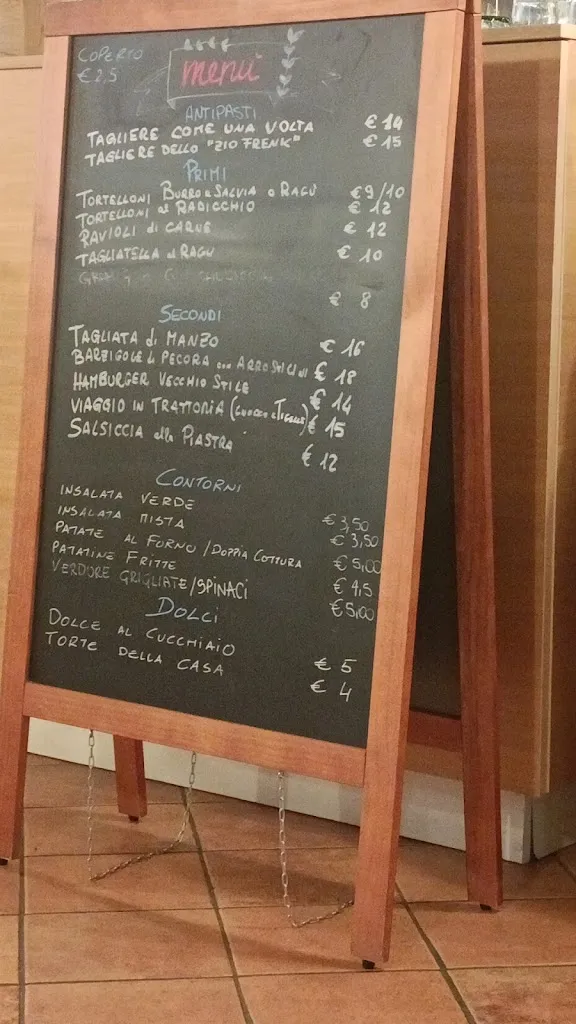 COPERTO
€ 2,5
menù
ANTIPASTI
TAGLIERE COME UNA VOLTA € 14
TAGLIERE DELLO "ZIO FRENK" € 15
PRIMI
TORTELLONI BURRO e SALVIA o RAGU € 9/10
TORTELLONI al RADICCHIO € 12
RAVIOLI di CARNE € 12
TAGLIATELLA al RAGU € 10
€ 8
SECONDI
TAGLIATA di MANZO € 16
BARZIGOLE di PECORA ARROSTICINI € 18
HAMBURGER VECCHIO STILE € 14
VIAGGIO IN TRATTORIA (GNOCCO e TIGELLE) € 15
SALSICCIA alla PIASTRA € 12
CONTORNI
INSALATA VERDE € 3,50
INSALATA MISTA € 3,50
PATATE AL FORNO / DOPPIA COTTURA € 5,00
PATATINE FRITTE € 4,5
VERDURE GRIGLIATE/SPINACI € 5,00
DOLCI
DOLCE AL CUCCHIAIO € 5
TORTE DELLA CASA € 4